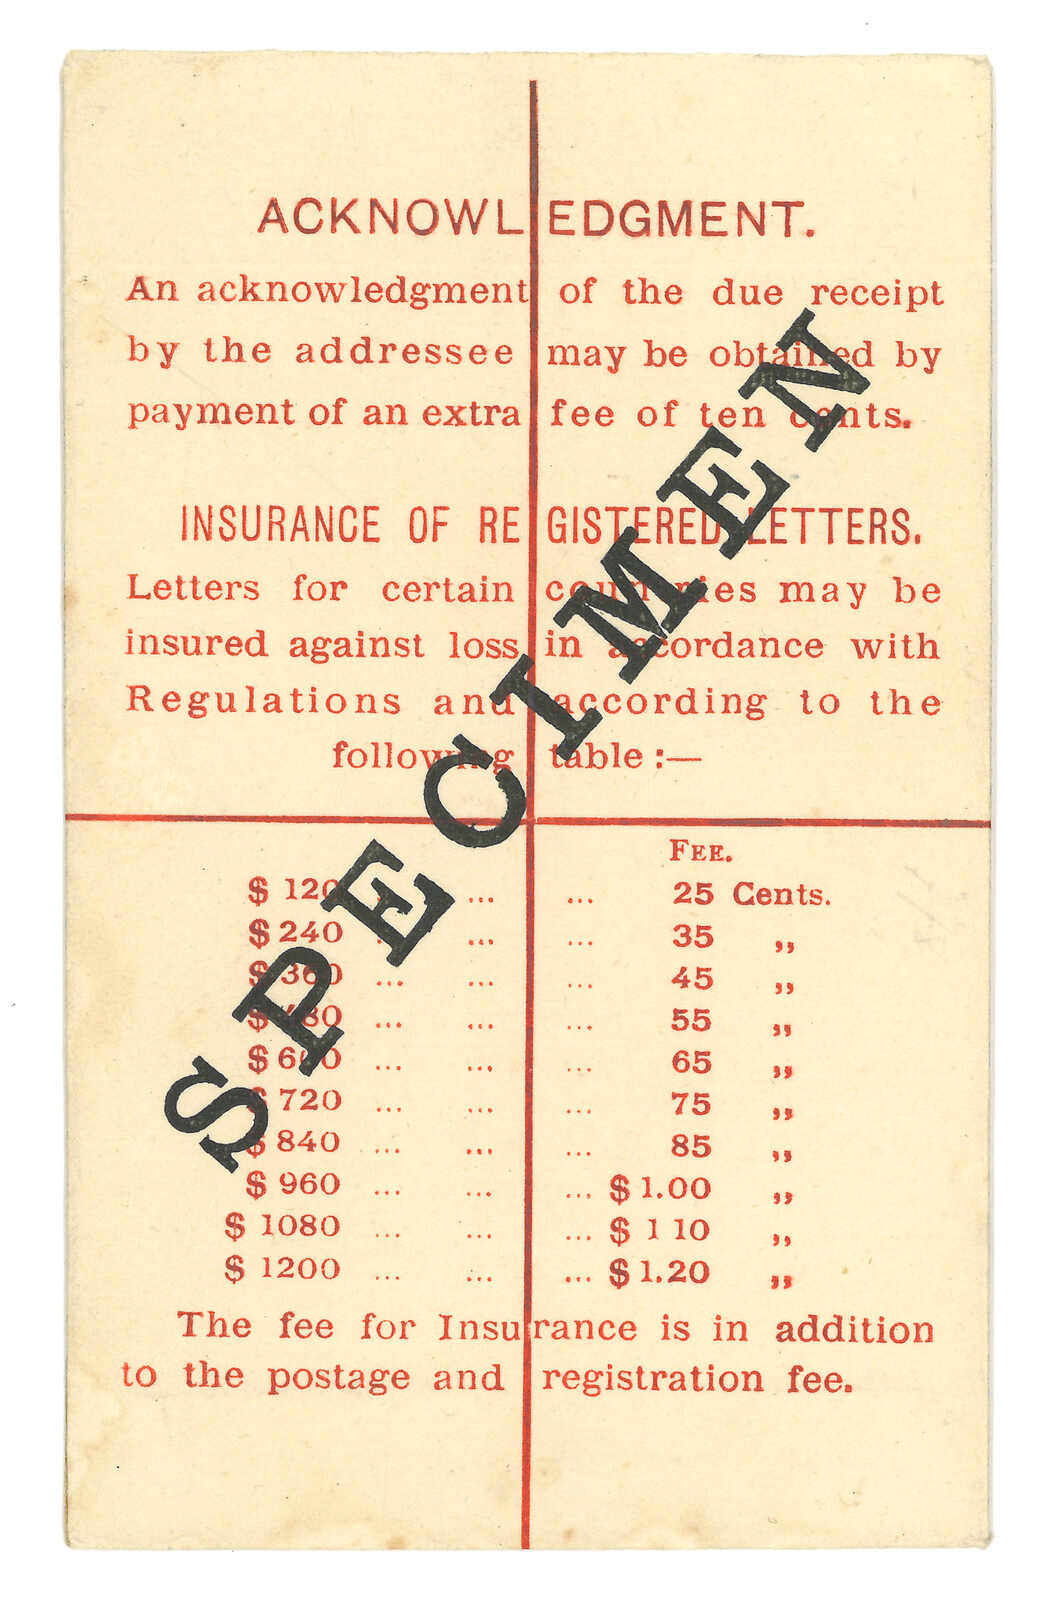 ACKNOWLEDGMENT.
An acknowledgment of the due receipt
by the addressee may be obtained by
payment of an extra fee of ten cents.
INSURANCE OF REGISTERED LETTERS.
Letters for certain countries may be
insured against loss in accordance with
Regulations and according to the
following table :—
FEE.
$ 120 ... ... 25 Cents.
$ 240 ... ... ... 35 „
$ 360 ... ... ... 45 „
$ 480 ... ... ... 55 „
$ 600 ... ... ... 65 „
$ 720 ... ... ... 75 „
$ 840 ... ... ... 85 „
$ 960 ... ... ... $ 1.00 „
$ 1080 ... ... ... $ 1 10 „
$ 1200 ... ... ... $ 1.20 „
The fee for Insurance is in addition
to the postage and registration fee.
SPECIMEN